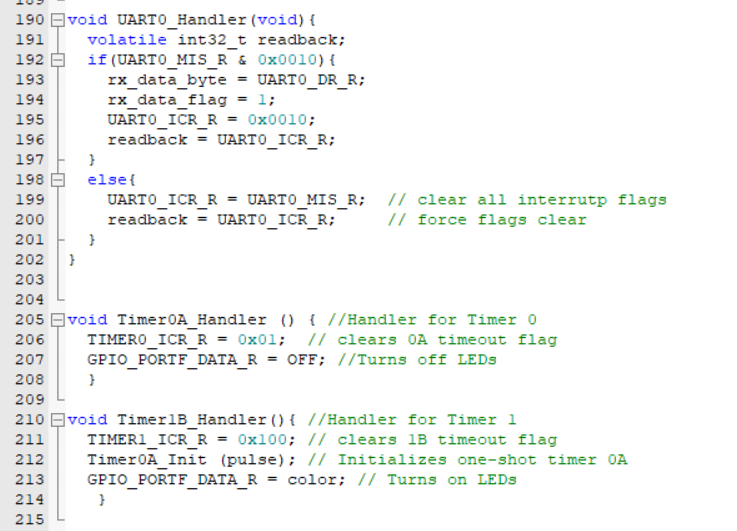 189
190 void UART0_Handler(void){
191 volatile int32_t readback;
192 if(UART0_MIS_R & 0x0010){
193 rx_data_byte = UART0_DR_R;
194 rx_data_flag = 1;
195 UART0_ICR_R = 0x0010;
196 readback = UART0_ICR_R;
197 }
198 else{
199 UART0_ICR_R = UART0_MIS_R; // clear all interrutp flags
200 readback = UART0_ICR_R; // force flags clear
201 }
202 }
203
204
205 void Timer0A_Handler () { //Handler for Timer 0
206 TIMER0_ICR_R = 0x01; // clears 0A timeout flag
207 GPIO_PORTF_DATA_R = OFF; //Turns off LEDs
208 }
209
210 void Timer1B_Handler(){ //Handler for Timer 1
211 TIMER1_ICR_R = 0x100; // clears 1B timeout flag
212 Timer0A_Init (pulse); // Initializes one-shot timer 0A
213 GPIO_PORTF_DATA_R = color; // Turns on LEDs
214 }
215